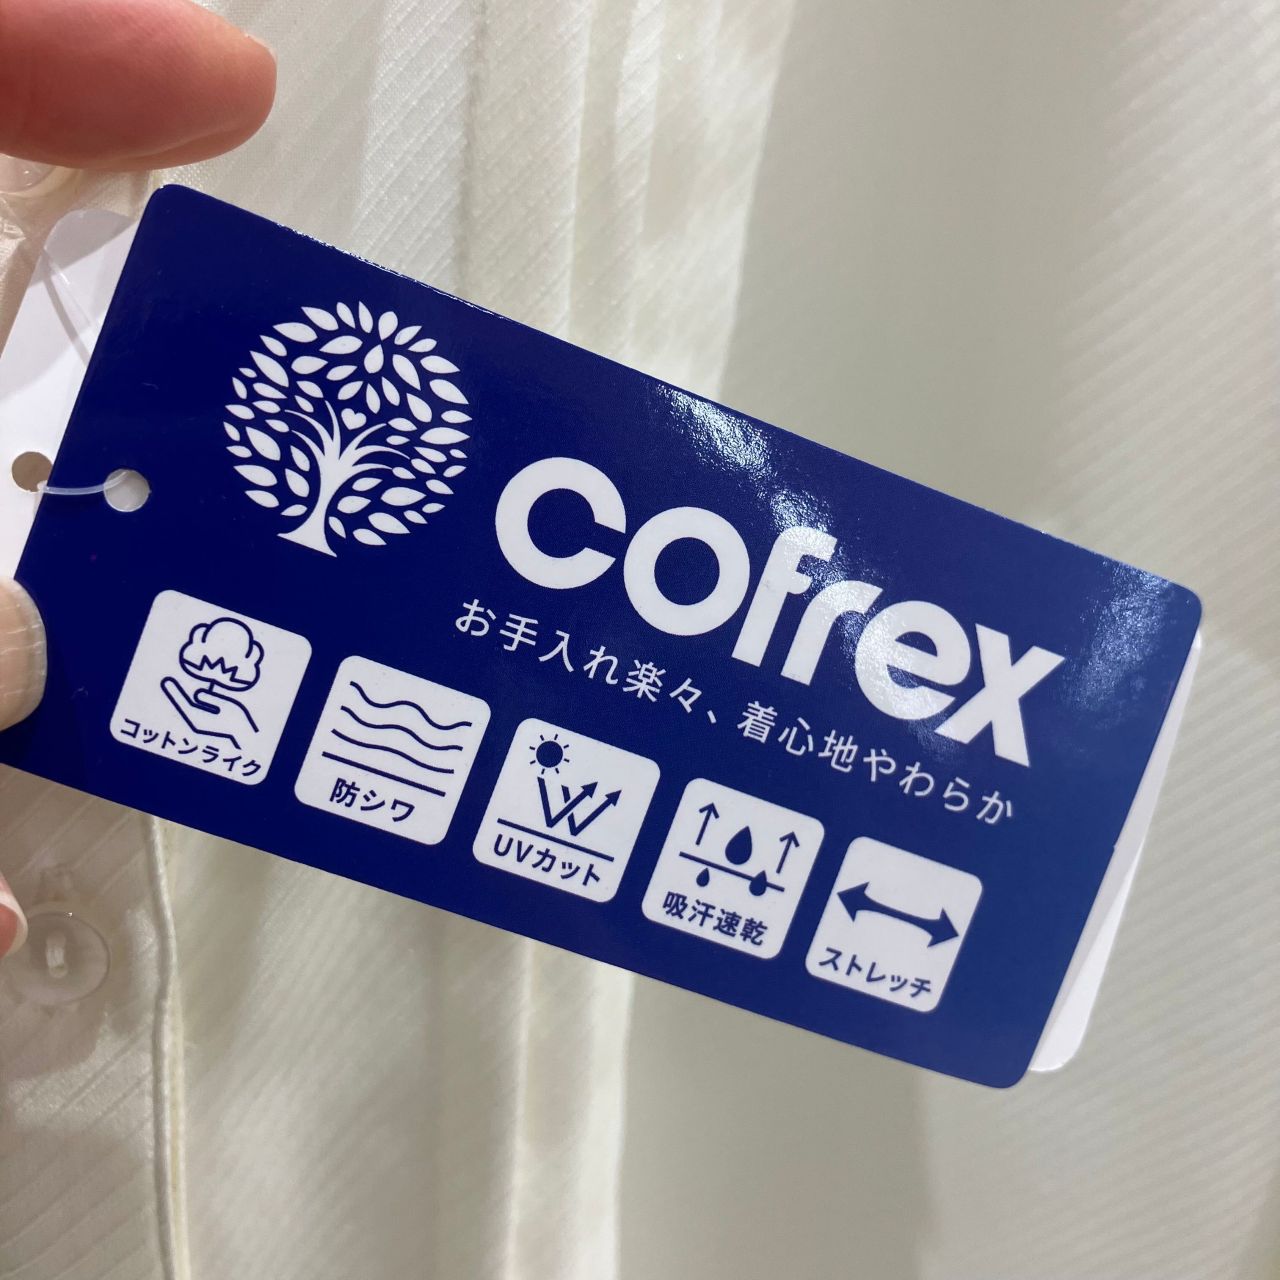 cofrex
お手入れ楽々、着心地やわらか
コットンライク
防シワ
UVカット
吸汗速乾
ストレッチ